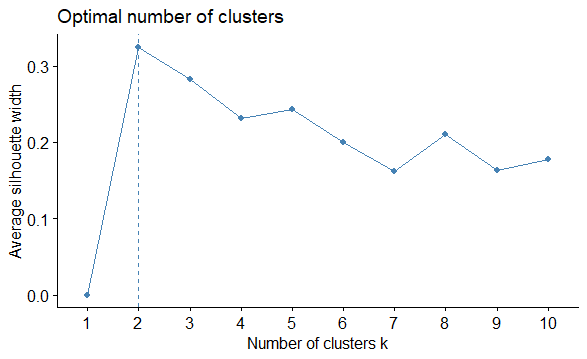 Optimal number of clusters
Average silhouette width
0.3
0.2
0.1
0.0
1 2 3 4 5 6 7 8 9 10
Number of clusters k